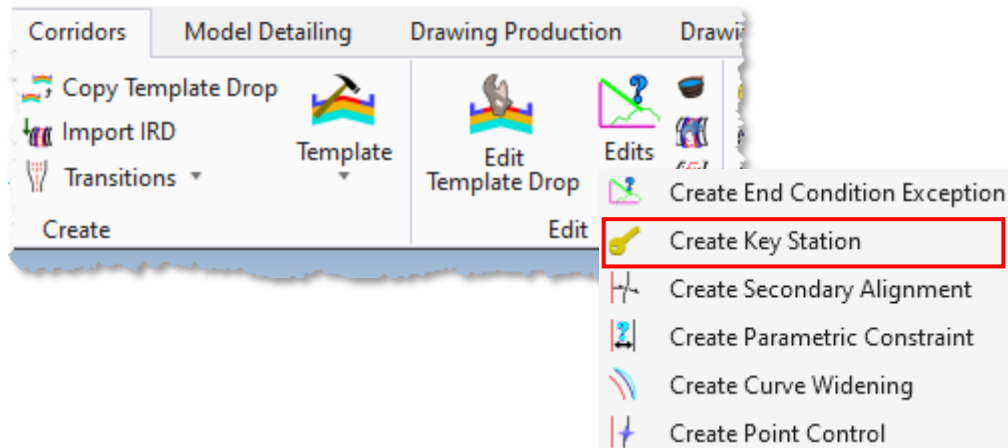 Corridors Model Detailing Drawing Production
Copy Template Drop
Import IRD
Transitions
Template
Edit
Template Drop
Edits
Create
Edit
Create End Condition Exception
Create Key Station
Create Secondary Alignment
Create Parametric Constraint
Create Curve Widening
Create Point Control